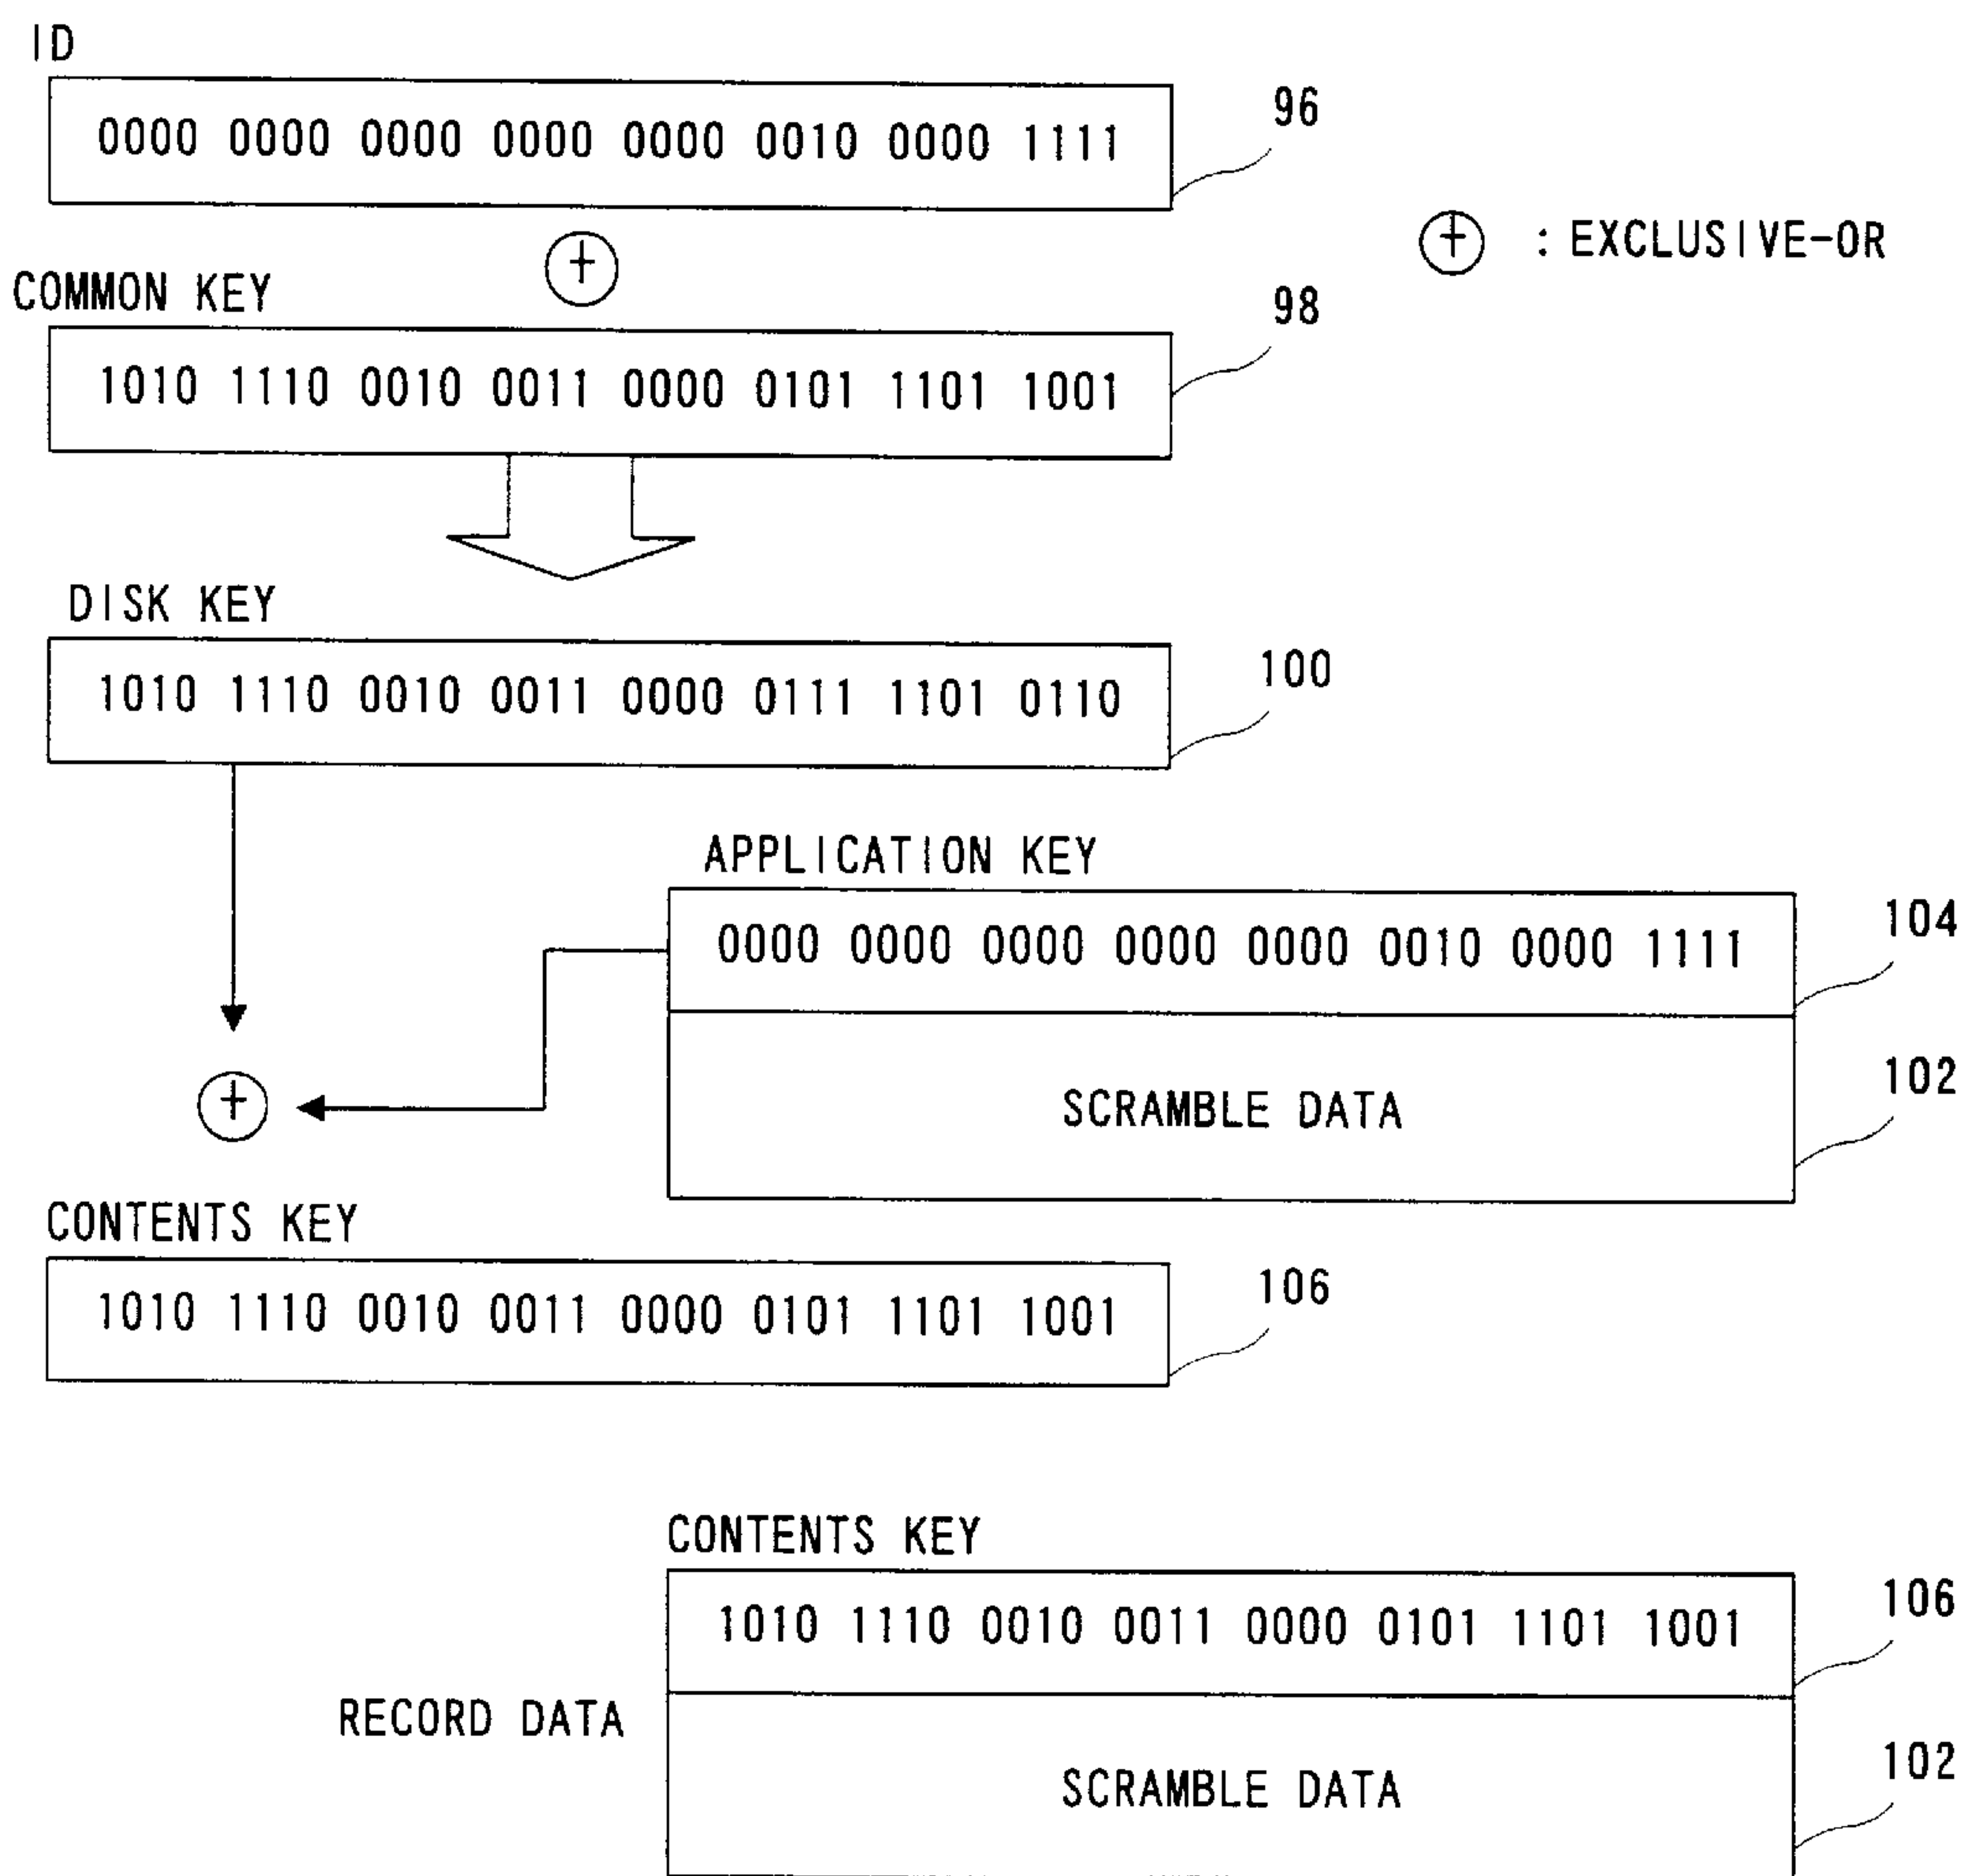 ID
0000 0000 0000 0000 0000 0010 0000 1111
96
+
+ : EXCLUSIVE-OR
COMMON KEY
98
1010 1110 0010 0011 0000 0101 1101 1001
DISK KEY
100
1010 1110 0010 0011 0000 0111 1101 0110
APPLICATION KEY
104
0000 0000 0000 0000 0000 0010 0000 1111
+
SCRAMBLE DATA
102
CONTENTS KEY
1010 1110 0010 0011 0000 0101 1101 1001
106
CONTENTS KEY
1010 1110 0010 0011 0000 0101 1101 1001
106
RECORD DATA
SCRAMBLE DATA
102